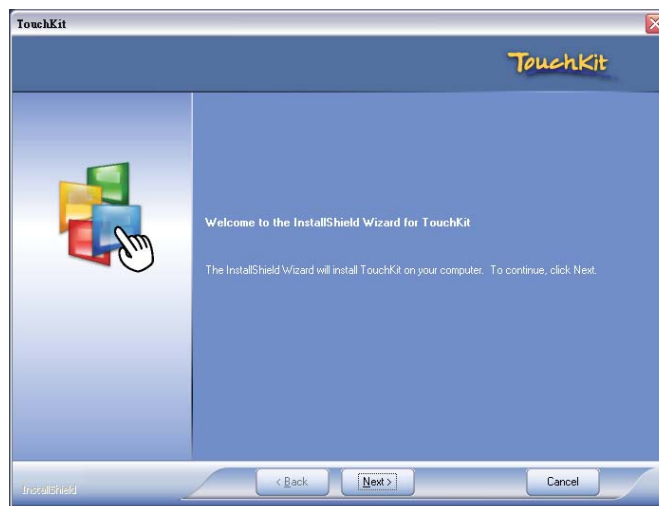 TouchKit
TouchKit
Welcome to the InstallShield Wizard for TouchKit
The InstallShield Wizard will install TouchKit on your computer. To continue, click Next.
InstallShield
< Back
Next >
Cancel